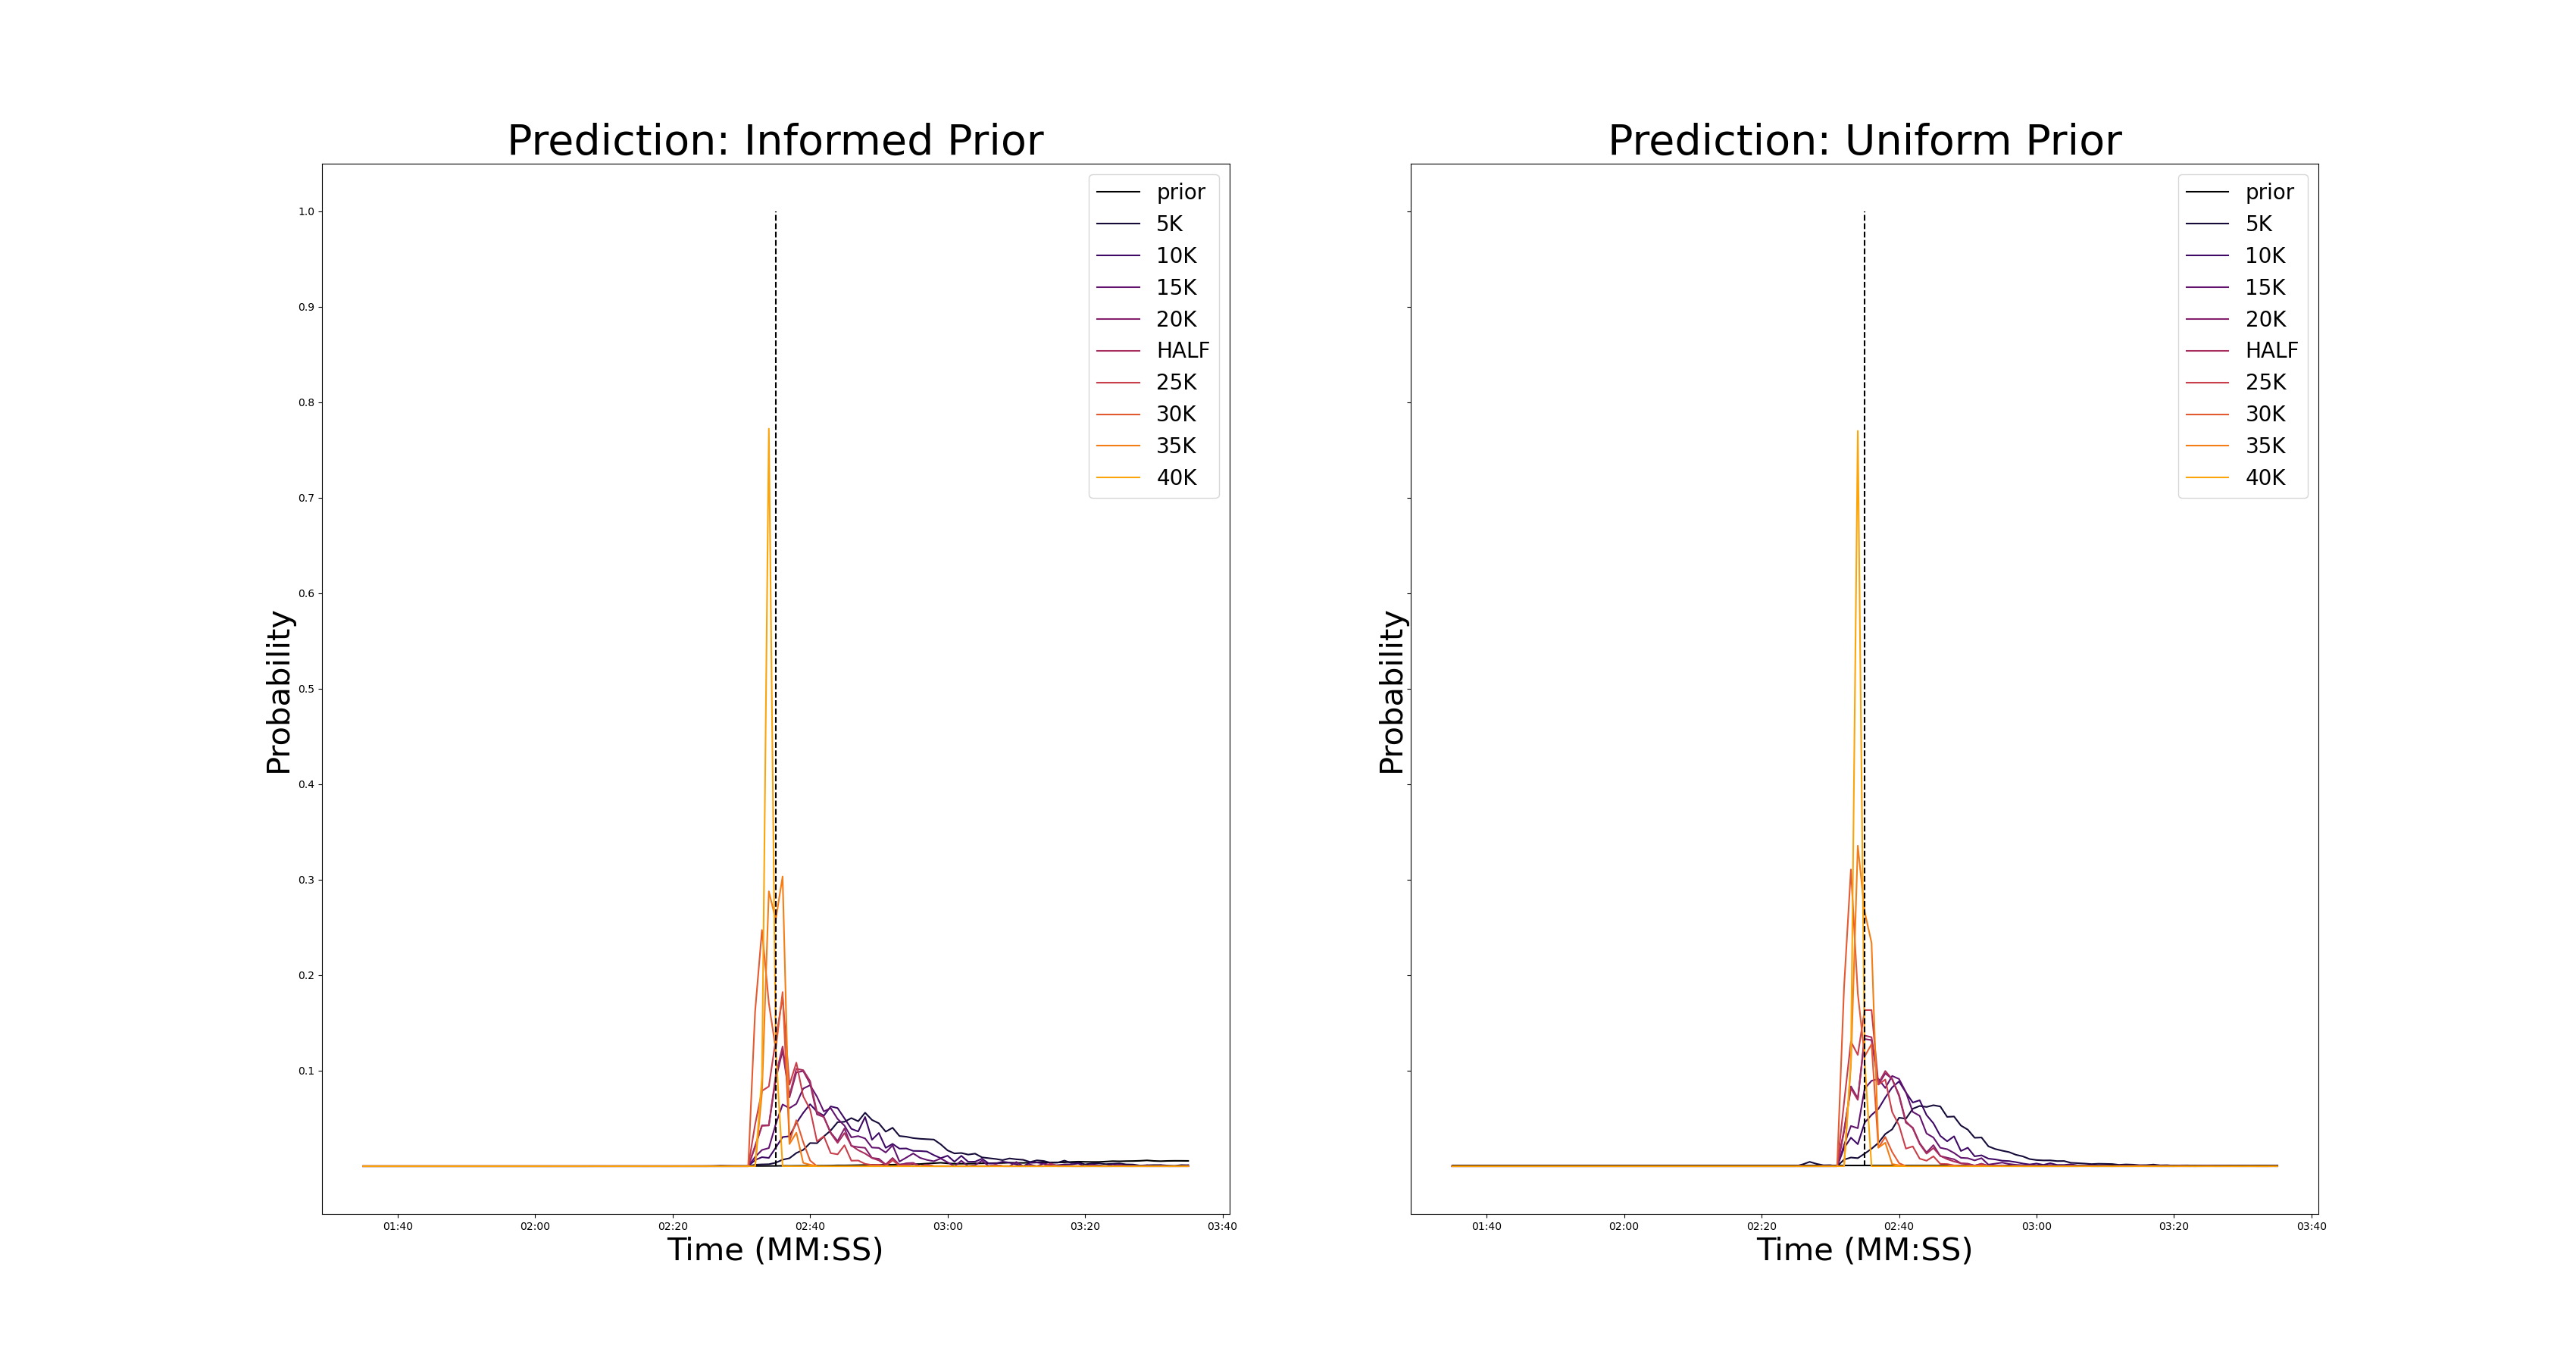 Prediction: Informed Prior
Probability
1.0
0.9
0.8
0.7
0.6
0.5
0.4
0.3
0.2
0.1
prior
5K
10K
15K
20K
HALF
25K
30K
35K
40K
01:40 02:00 02:20 02:40 03:00 03:20 03:40
Time (MM:SS)
Prediction: Uniform Prior
Probability
prior
5K
10K
15K
20K
HALF
25K
30K
35K
40K
01:40 02:00 02:20 02:40 03:00 03:20 03:40
Time (MM:SS)